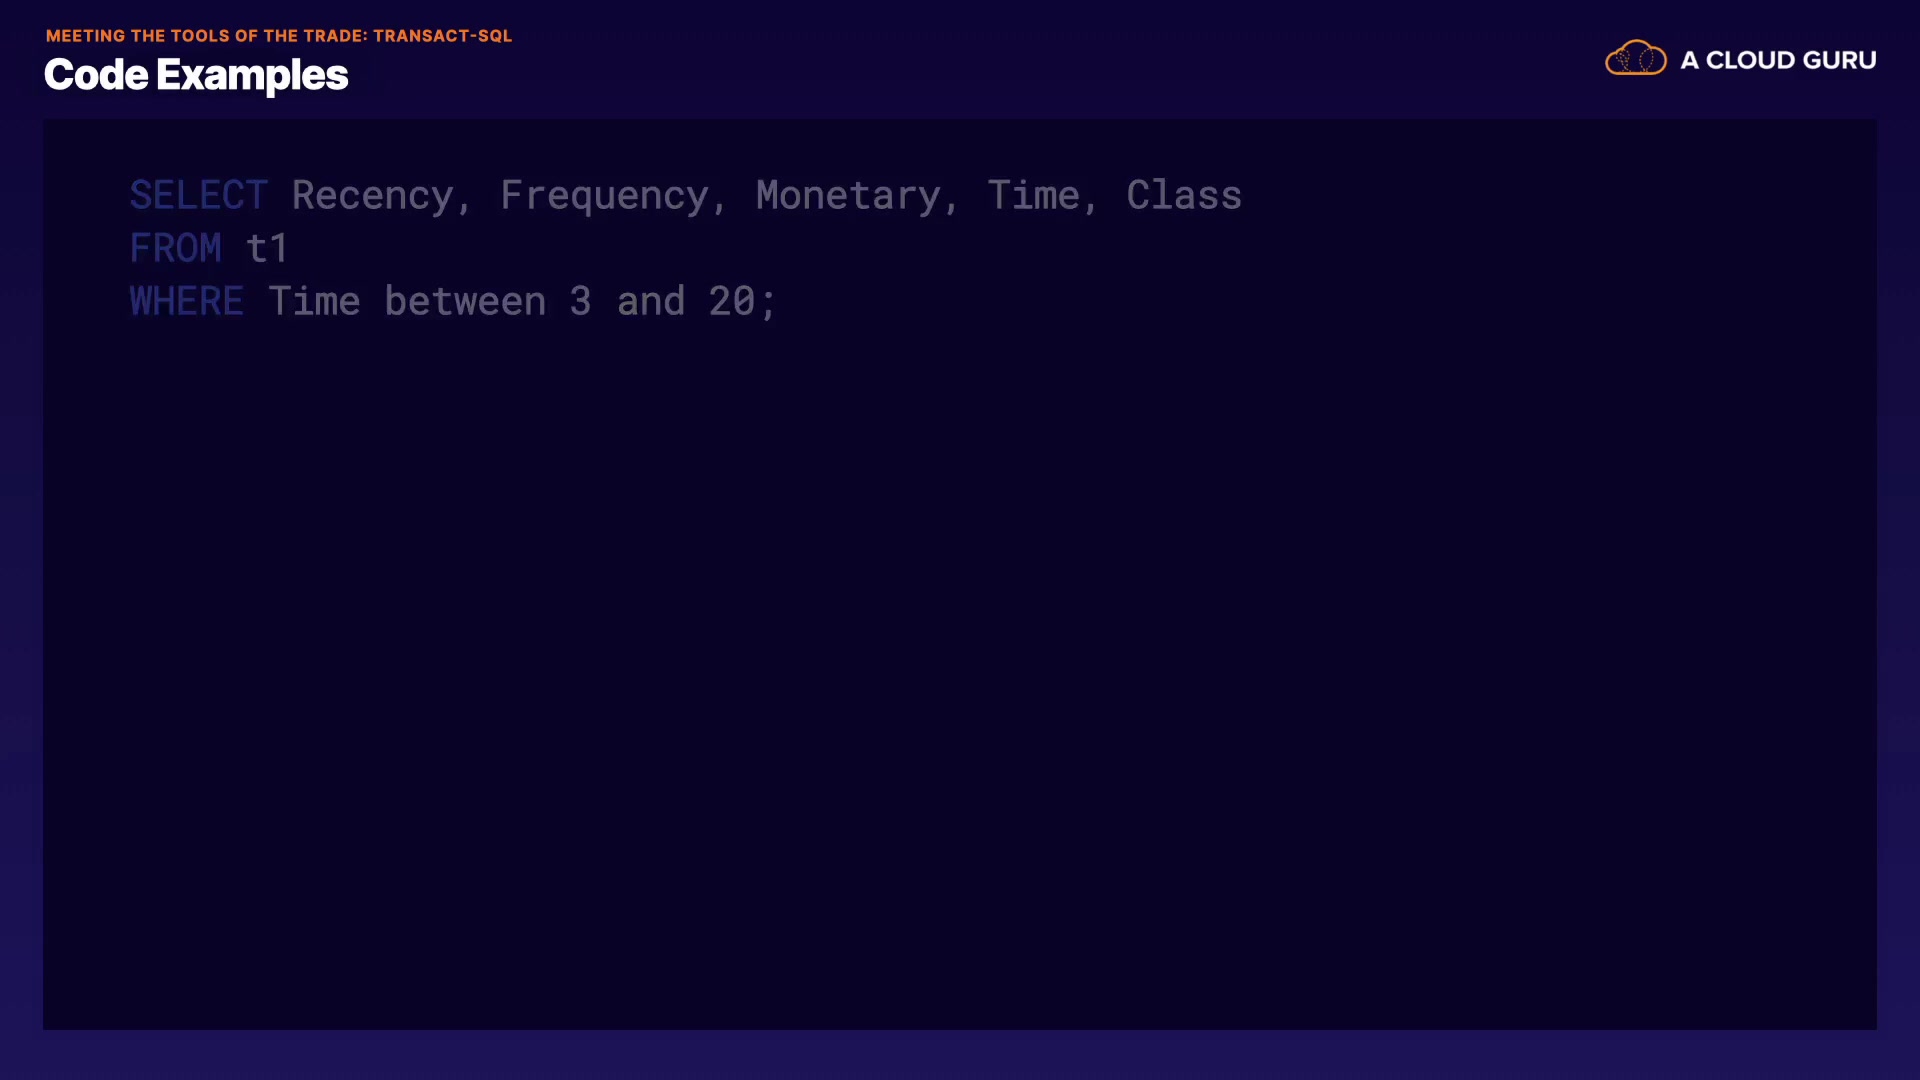 MEETING THE TOOLS OF THE TRADE: TRANSACT-SQL
Code Examples
A CLOUD GURU
SELECT Recency, Frequency, Monetary, Time, Class
FROM t1
WHERE Time between 3 and 20;